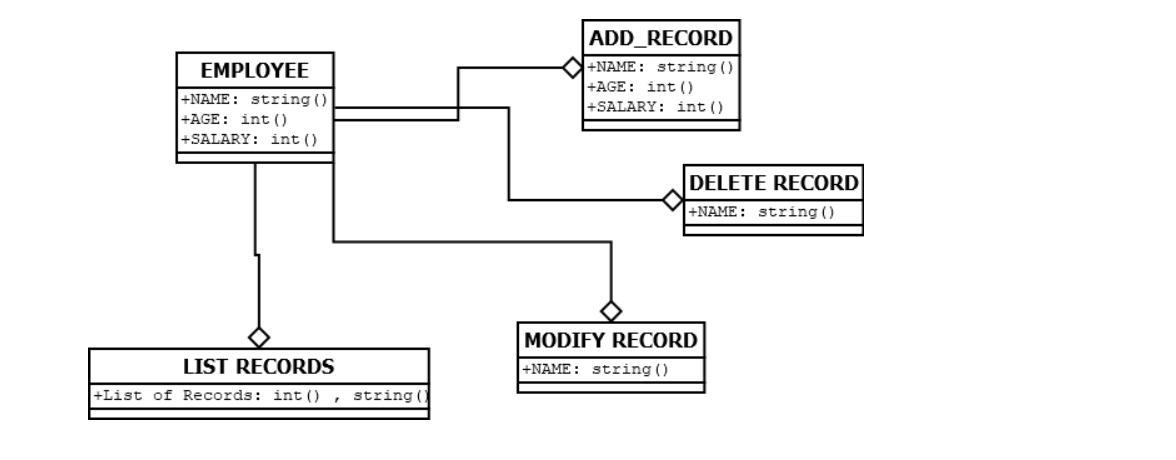 EMPLOYEE
+NAME: string()
+AGE: int()
+SALARY: int()
ADD_RECORD
+NAME: string()
+AGE: int()
+SALARY: int()
DELETE RECORD
+NAME: string()
MODIFY RECORD
+NAME: string()
LIST RECORDS
+List of Records: int() , string()